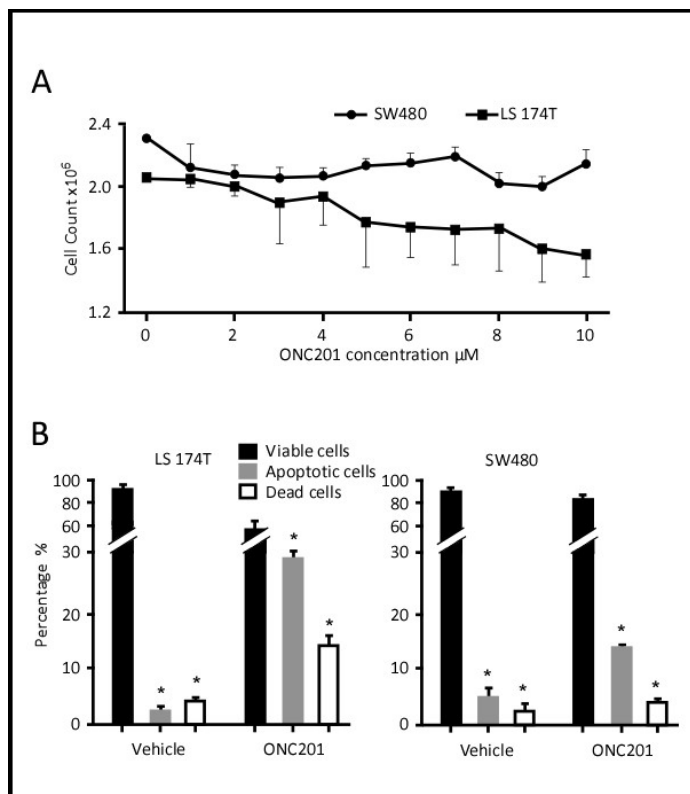 A
SW480 LS 174T
2.4
2.0
1.6
1.2
Cell Count x10⁶
0 2 4 6 8 10
ONC201 concentration µM
B
LS 174T
Viable cells
Apoptotic cells
Dead cells
SW480
100
80
60
30
20
10
0
Percentage %
* * * *
Vehicle ONC201
100
80
60
30
20
10
0
* * * *
Vehicle ONC201